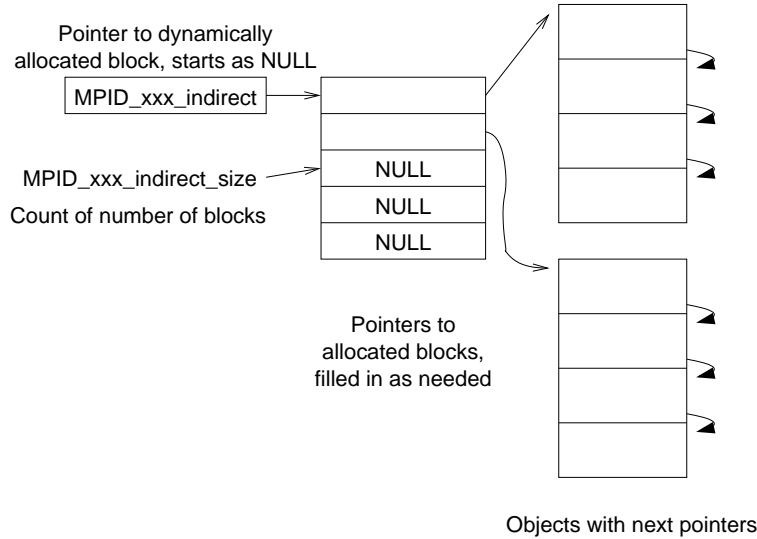 Pointer to dynamically
allocated block, starts as NULL
MPID_xxx_indirect
MPID_xxx_indirect_size
Count of number of blocks
NULL
NULL
NULL
Pointers to
allocated blocks,
filled in as needed
Objects with next pointers